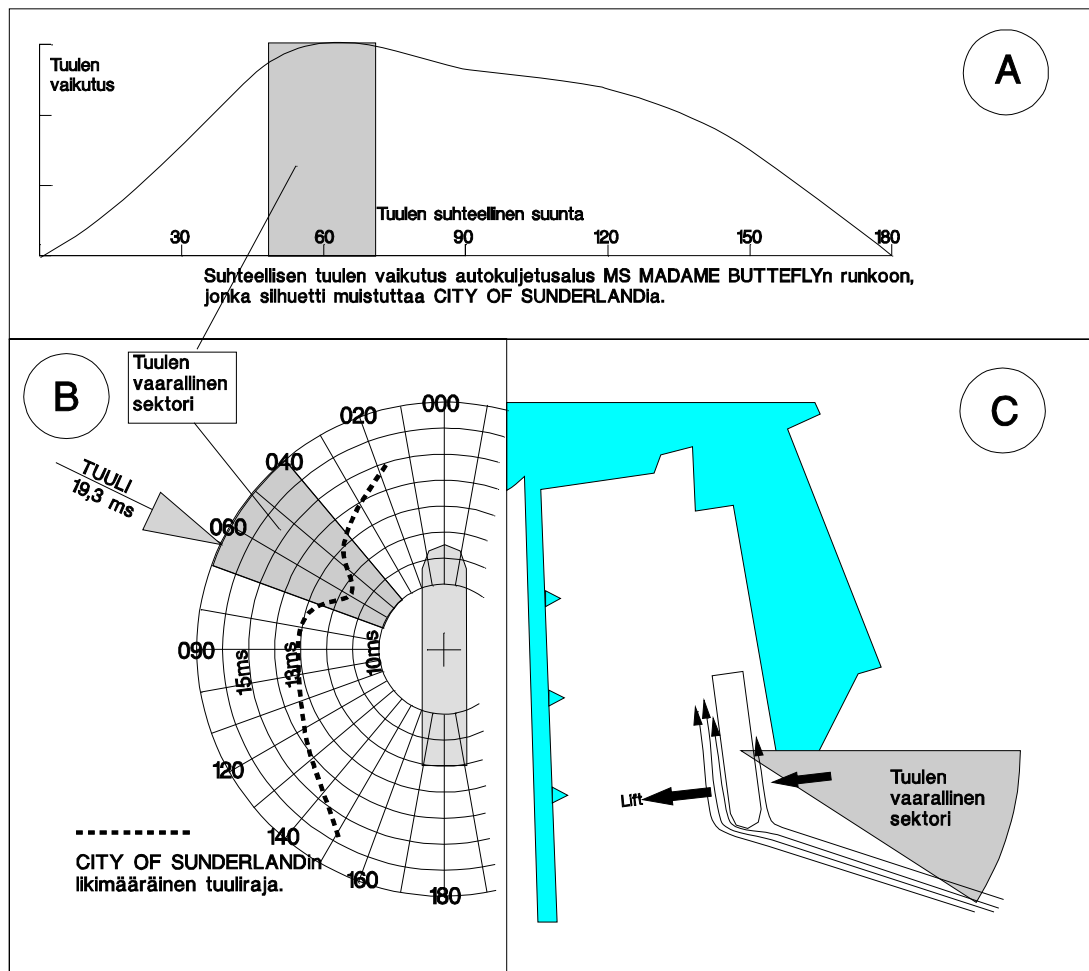 A
Tuulen
vaikutus
Tuulen suhteellinen suunta
30
60
90
120
150
180
Suhteellisen tuulen vaikutus autokuljetusalus MS MADAME BUTTEFLYn runkoon,
jonka silhuetti muistuttaa CITY OF SUNDERLANDia.
B
Tuulen
vaarallinen
sektori
TUULI
19,3 ms
000
020
040
060
090
120
140
160
180
15ms
13ms
10ms
CITY OF SUNDERLANDin
likimääräinen tuuliraja.
C
Lift
Tuulen
vaarallinen
sektori